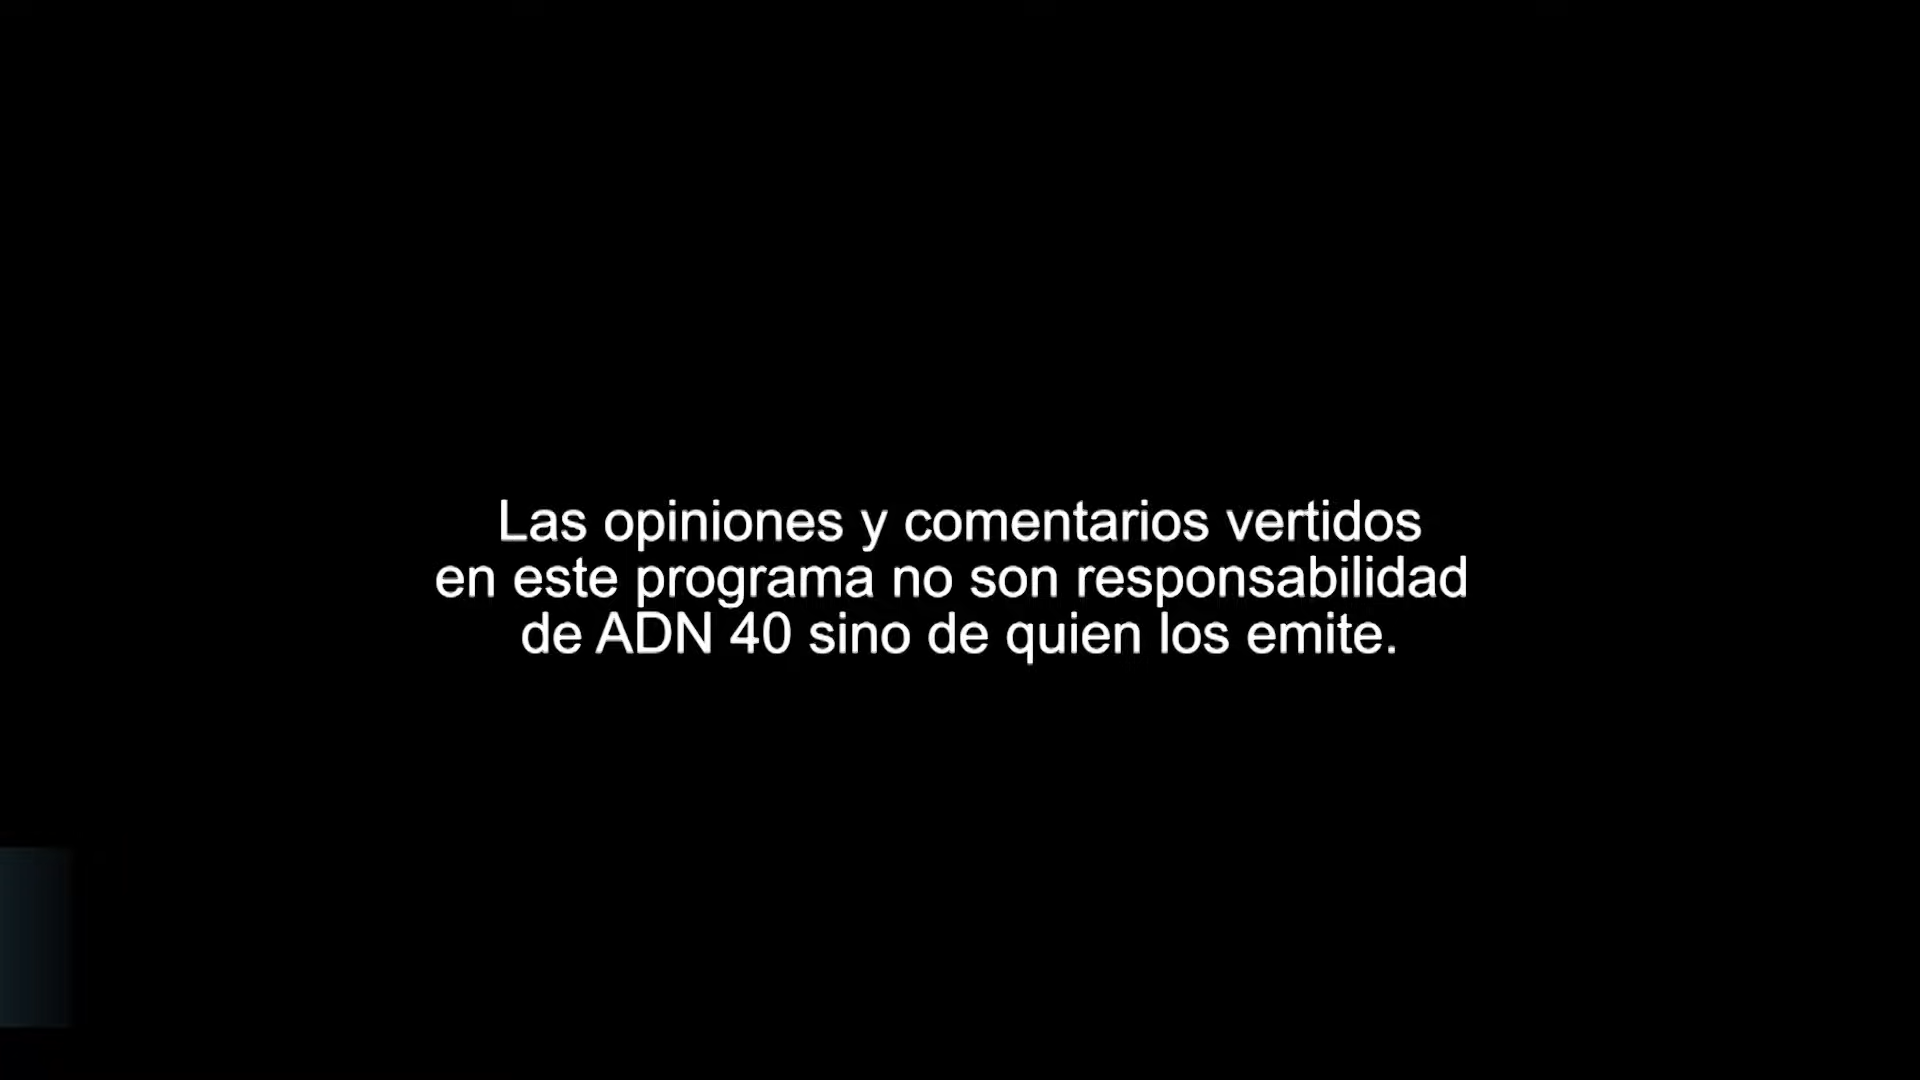 Las opiniones y comentarios vertidos
en este programa no son responsabilidad
de ADN 40 sino de quien los emite.